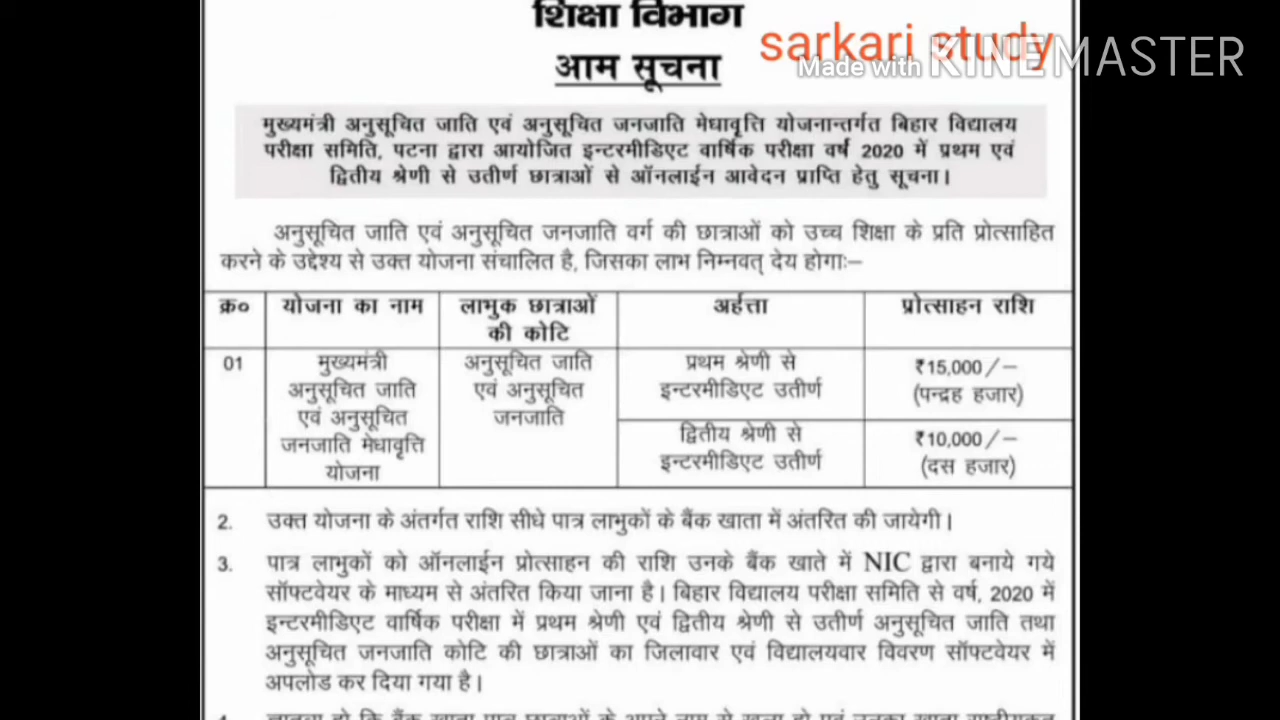 शिक्षा विभाग
sarkari study
Made with KINEMASTER
आम सूचना
मुख्यमंत्री अनुसूचित जाति एवं अनुसूचित जनजाति मेधावृत्ति योजनान्तर्गत बिहार विद्यालय
परीक्षा समिति, पटना द्वारा आयोजित इन्टरमीडिएट वार्षिक परीक्षा वर्ष 2020 में प्रथम एवं
द्वितीय श्रेणी से उतीर्ण छात्राओं से ऑनलाईन आवेदन प्राप्ति हेतु सूचना।
अनुसूचित जाति एवं अनुसूचित जनजाति वर्ग की छात्राओं को उच्च शिक्षा के प्रति प्रोत्साहित
करने के उद्देश्य से उक्त योजना संचालित है, जिसका लाभ निम्नवत् देय होगाः–
क्र० योजना का नाम लाभुक छात्राओं की कोटि अर्हत्ता प्रोत्साहन राशि
01 मुख्यमंत्री अनुसूचित जाति एवं अनुसूचित जनजाति मेधावृत्ति योजना
अनुसूचित जाति एवं अनुसूचित जनजाति
प्रथम श्रेणी से इन्टरमीडिएट उतीर्ण ₹15,000/– (पन्द्रह हजार)
द्वितीय श्रेणी से इन्टरमीडिएट उतीर्ण ₹10,000/– (दस हजार)
2. उक्त योजना के अंतर्गत राशि सीधे पात्र लाभुकों के बैंक खाता में अंतरित की जायेगी।
3. पात्र लाभुकों को ऑनलाईन प्रोत्साहन की राशि उनके बैंक खाते में NIC द्वारा बनाये गये
सॉफ्टवेयर के माध्यम से अंतरित किया जाना है। बिहार विद्यालय परीक्षा समिति से वर्ष, 2020 में
इन्टरमीडिएट वार्षिक परीक्षा में प्रथम श्रेणी एवं द्वितीय श्रेणी से उतीर्ण अनुसूचित जाति तथा
अनुसूचित जनजाति कोटि की छात्राओं का जिलावार एवं विद्यालयवार विवरण सॉफ्टवेयर में
अपलोड कर दिया गया है।